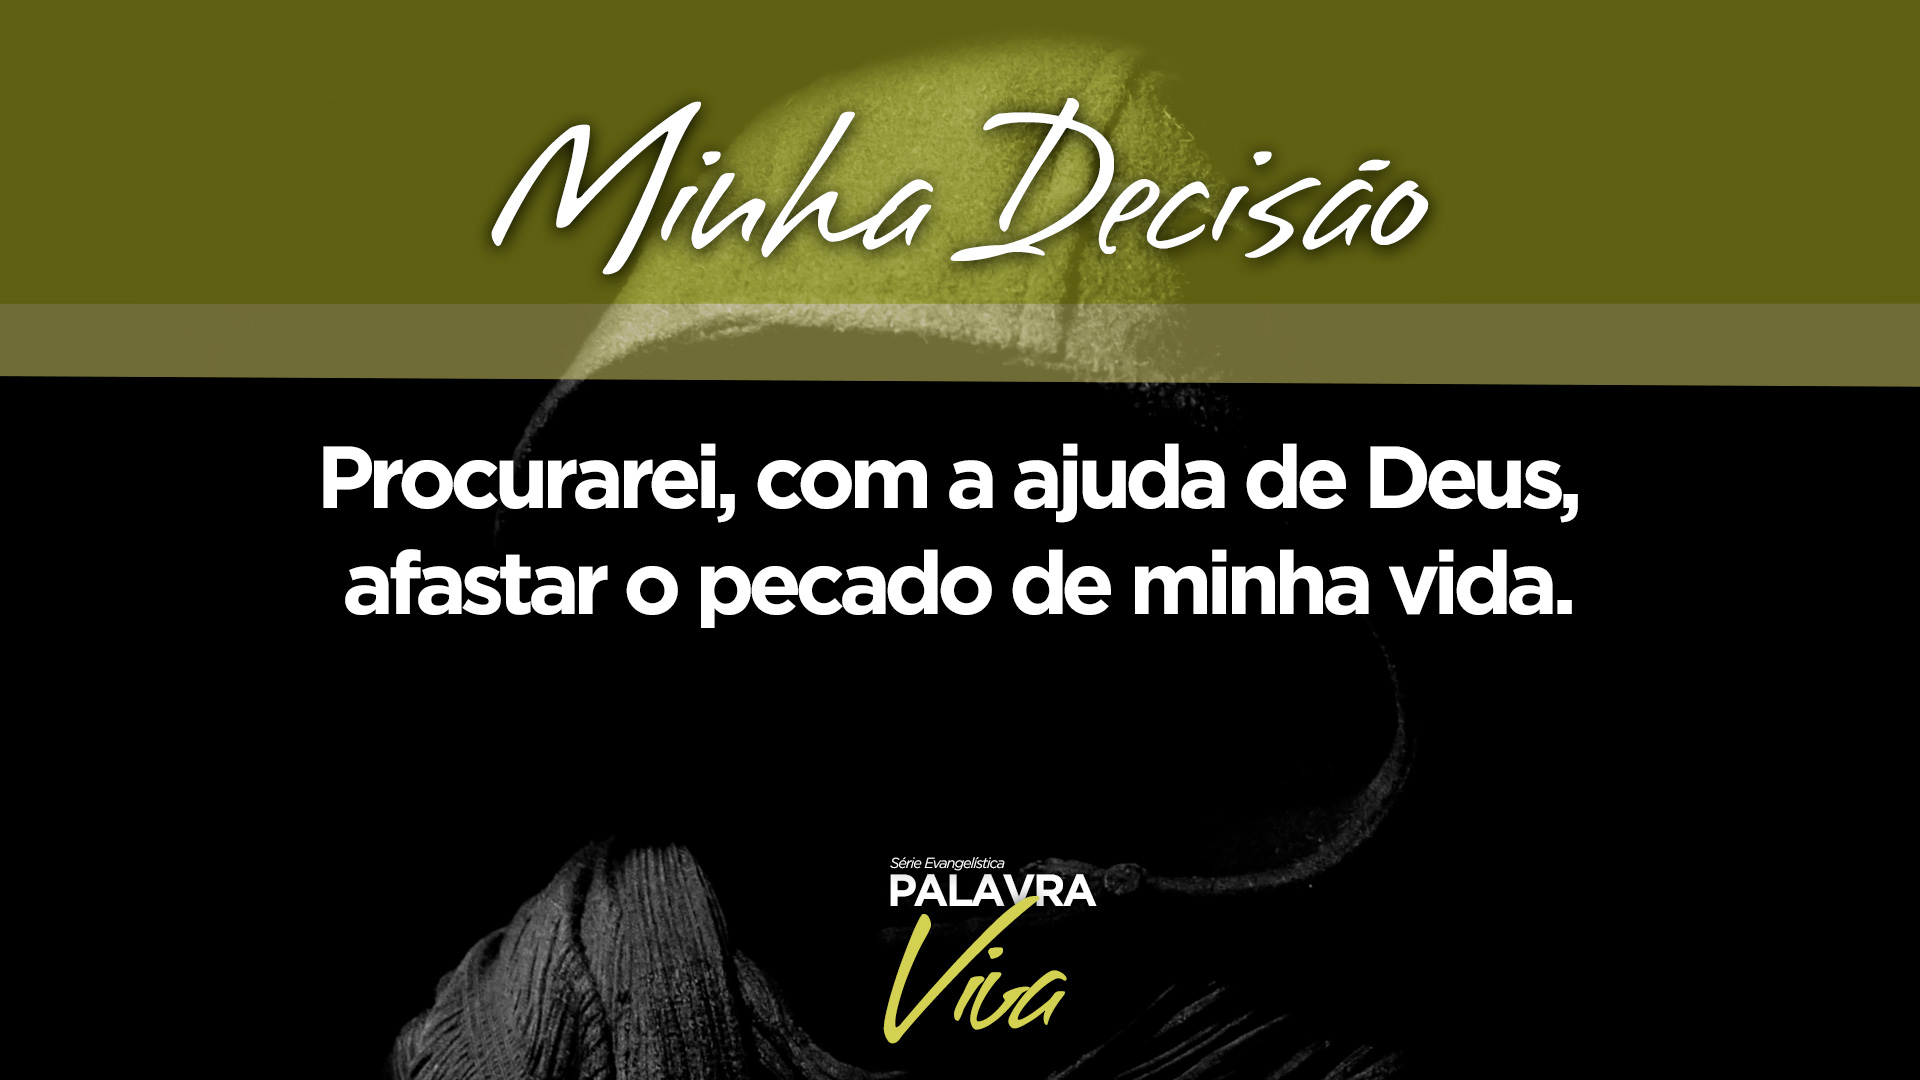 Minha Decisão
Procurarei, com a ajuda de Deus,
afastar o pecado de minha vida.
Série Evangelística
PALAVRA
Viva